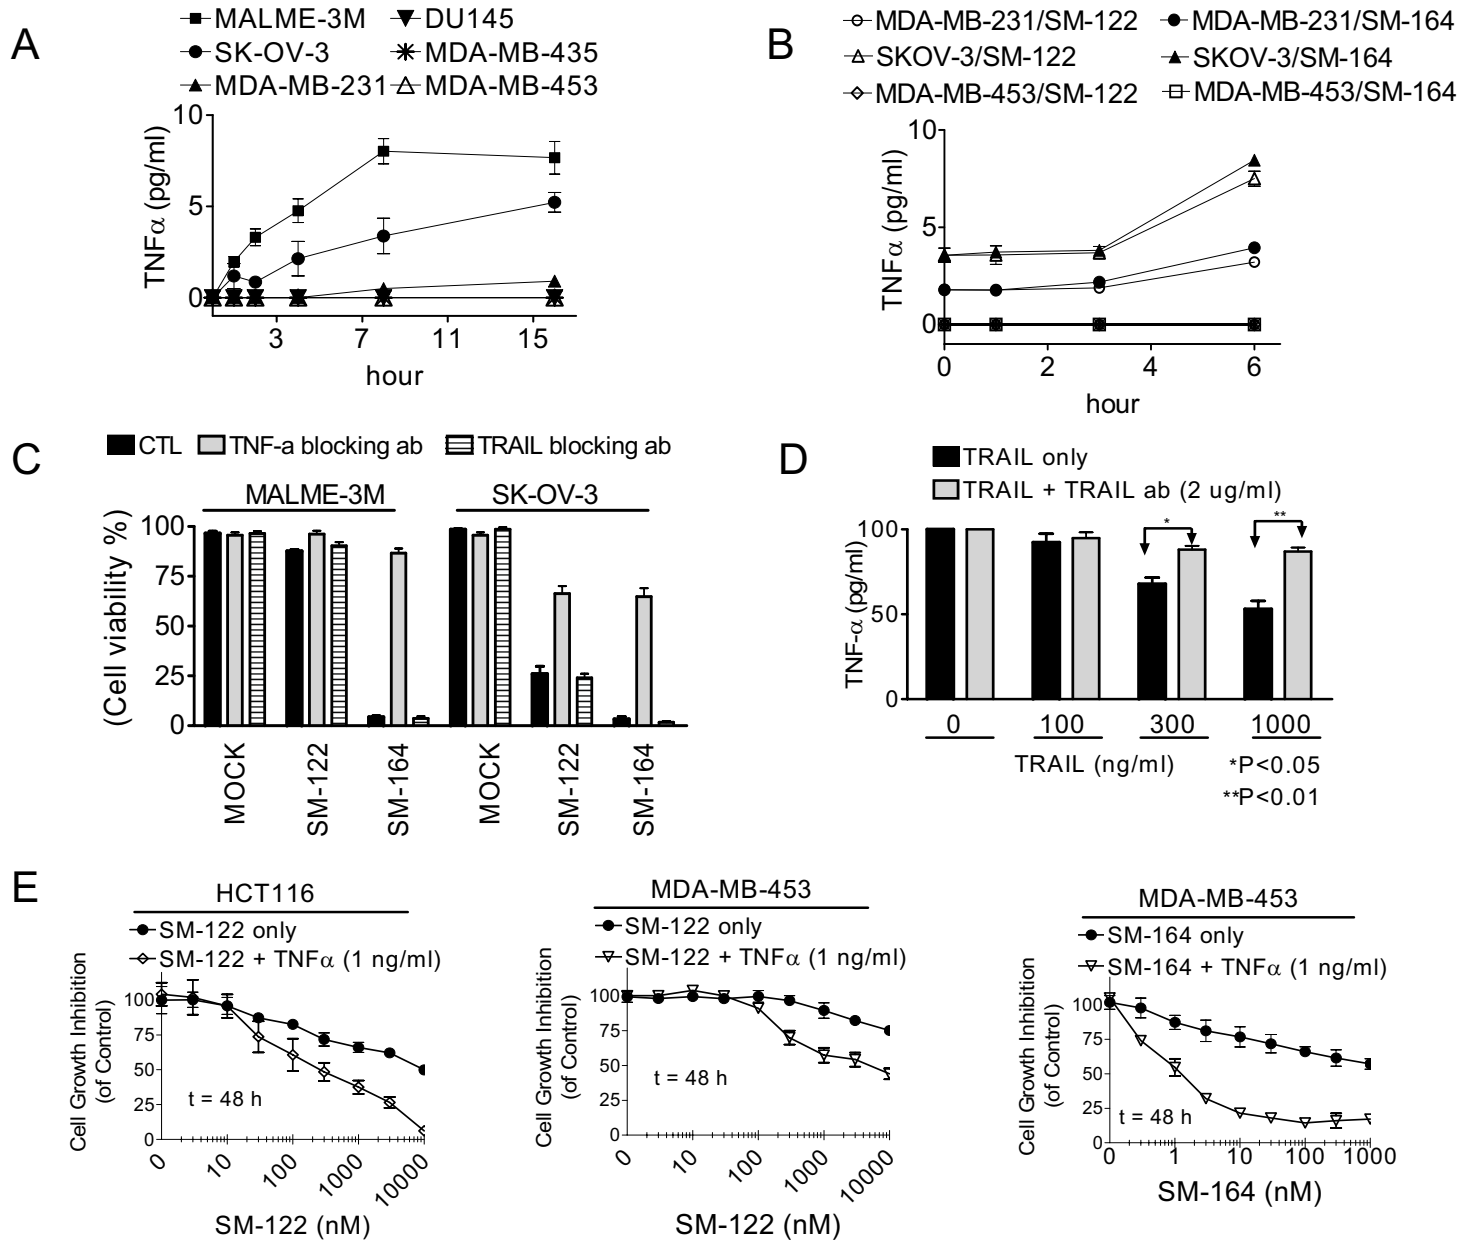 A
MALME-3M
DU145
SK-OV-3
MDA-MB-435
MDA-MB-231
MDA-MB-453
TNFα (pg/ml)
10
5
0
3 7 11 15
hour
B
MDA-MB-231/SM-122
MDA-MB-231/SM-164
SKOV-3/SM-122
SKOV-3/SM-164
MDA-MB-453/SM-122
MDA-MB-453/SM-164
TNFα (pg/ml)
10
5
0
0 2 4 6
hour
C
CTL
TNF-a blocking ab
TRAIL blocking ab
MALME-3M
SK-OV-3
(Cell viability %)
100
75
50
25
0
MOCK
SM-122
SM-164
MOCK
SM-122
SM-164
D
TRAIL only
TRAIL + TRAIL ab (2 ug/ml)
TNF-α (pg/ml)
100
50
0
*
**
0 100 300 1000
TRAIL (ng/ml)
*P<0.05
**P<0.01
E
HCT116
SM-122 only
SM-122 + TNFα (1 ng/ml)
Cell Growth Inhibition
(of Control)
100
75
50
25
0
t = 48 h
0 10 100 1000 10000
SM-122 (nM)
MDA-MB-453
SM-122 only
SM-122 + TNFα (1 ng/ml)
Cell Growth Inhibition
(of Control)
100
75
50
25
0
t = 48 h
0 10 100 1000 10000
SM-122 (nM)
MDA-MB-453
SM-164 only
SM-164 + TNFα (1 ng/ml)
Cell Growth Inhibition
(of Control)
100
75
50
25
0
t = 48 h
0 1 10 100 1000
SM-164 (nM)